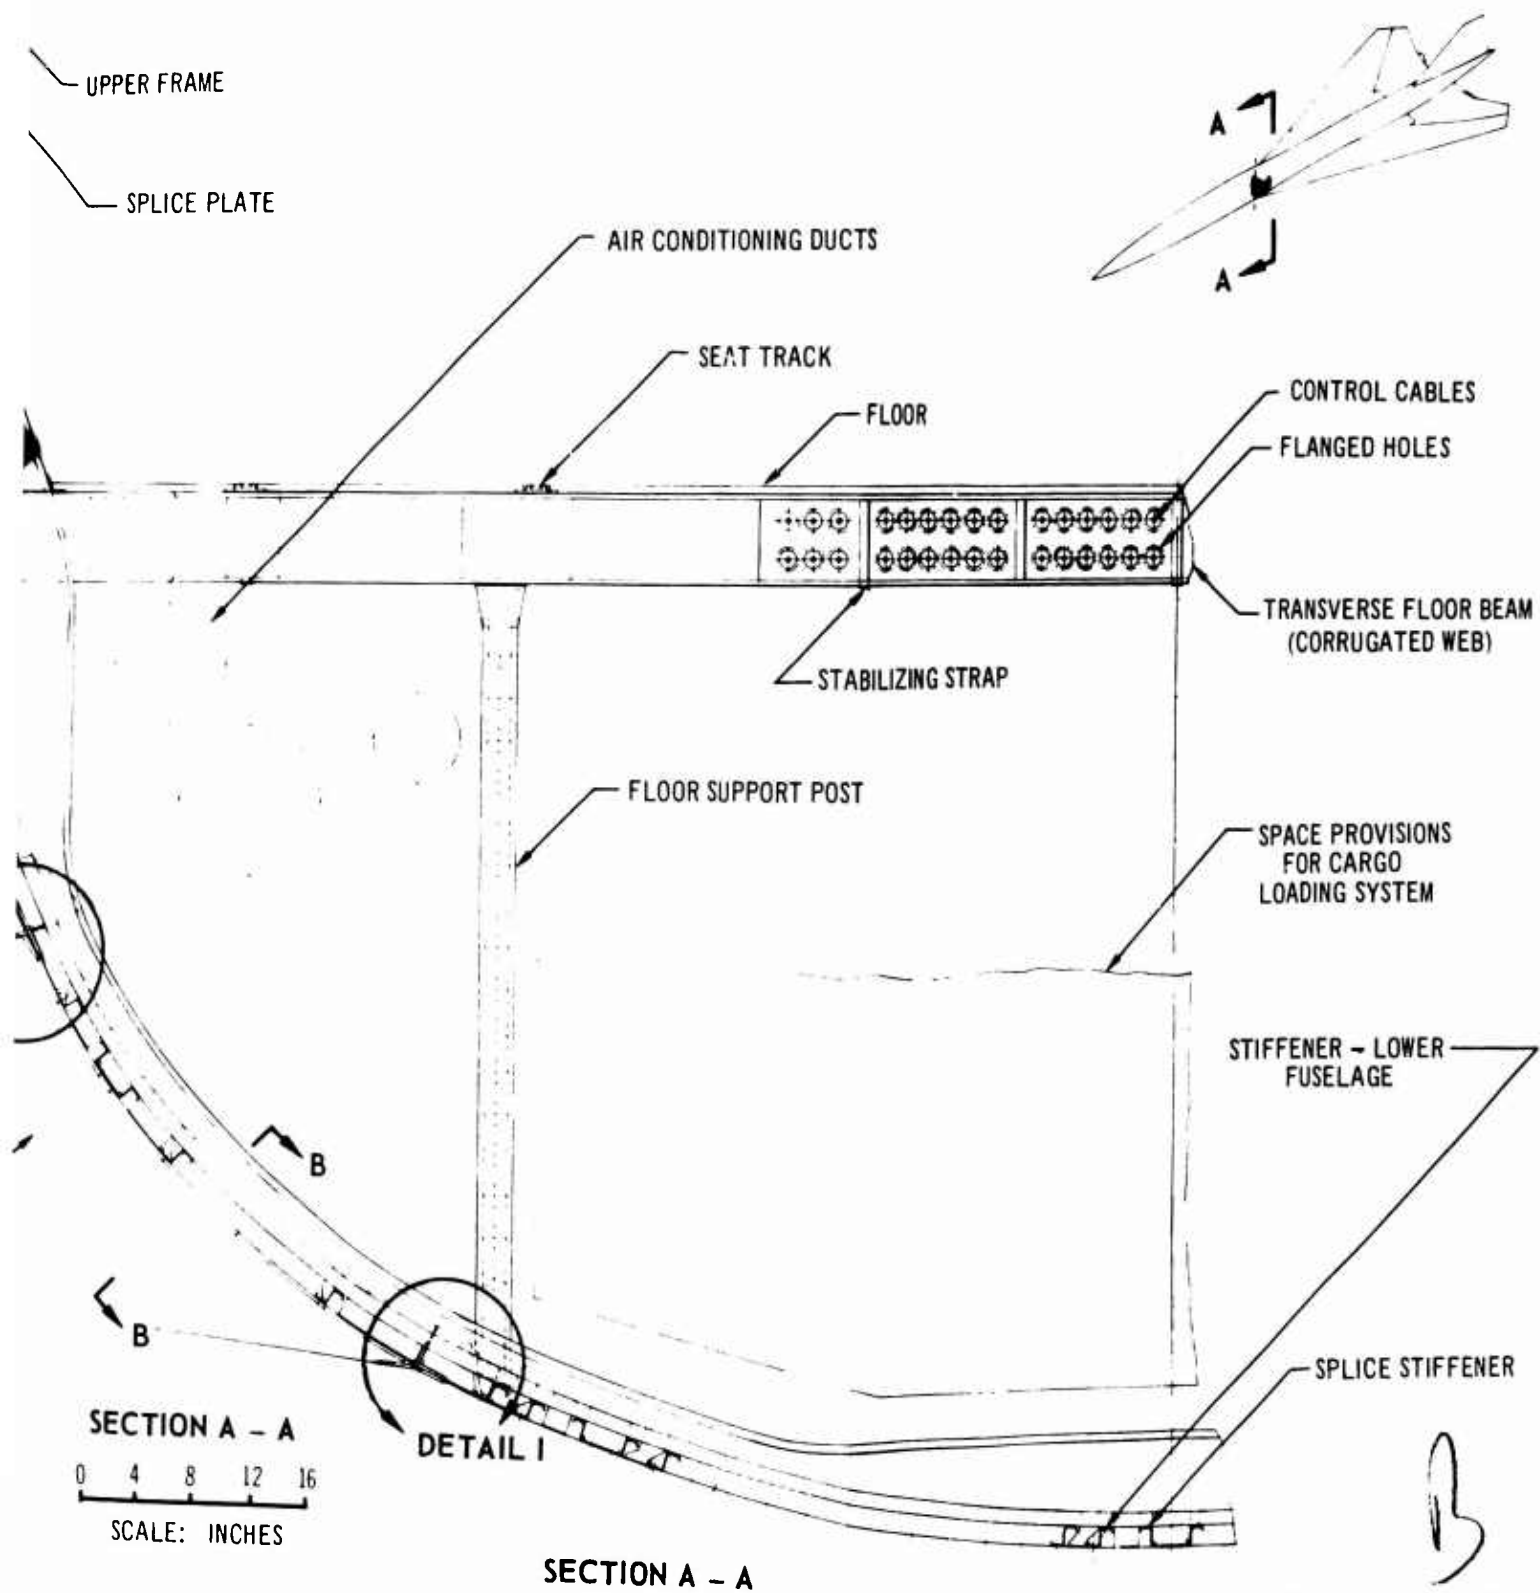 UPPER FRAME
SPLICE PLATE
A
A
AIR CONDITIONING DUCTS
SEAT TRACK
FLOOR
CONTROL CABLES
FLANGED HOLES
TRANSVERSE FLOOR BEAM
(CORRUGATED WEB)
STABILIZING STRAP
FLOOR SUPPORT POST
SPACE PROVISIONS
FOR CARGO
LOADING SYSTEM
STIFFENER - LOWER
FUSELAGE
B
B
SPLICE STIFFENER
DETAIL I
SECTION A - A
0 4 8 12 16
SCALE: INCHES
SECTION A - A
B